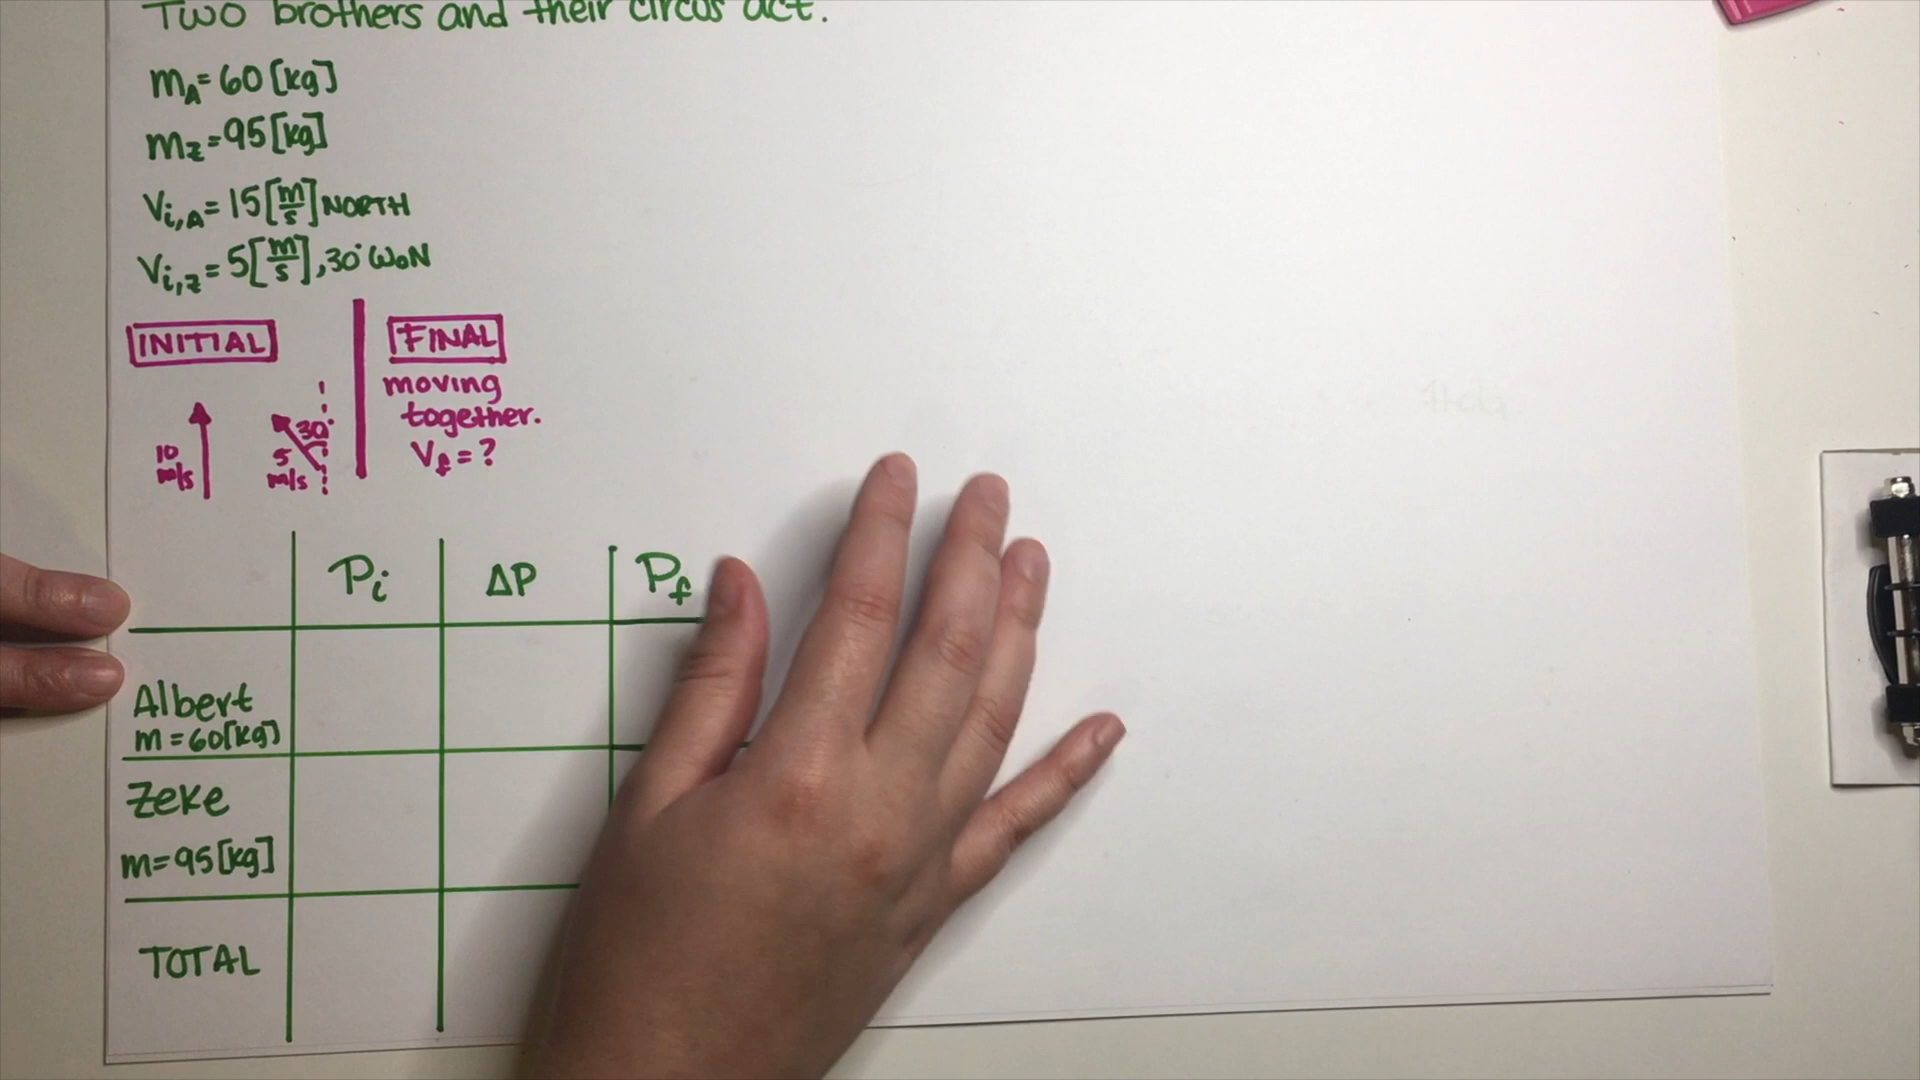 Two brothers and their circus act.
mA = 60 [kg]
mz = 95 [kg]
Vi,A = 15 [m/s] NORTH
Vi,z = 5 [m/s], 30° WoN
INITIAL
FINAL
moving
together.
Vf = ?
10
m/s
30°
5
m/s
Pi ΔP Pf
Albert
m = 60 [kg]
Zeke
m = 95 [kg]
TOTAL